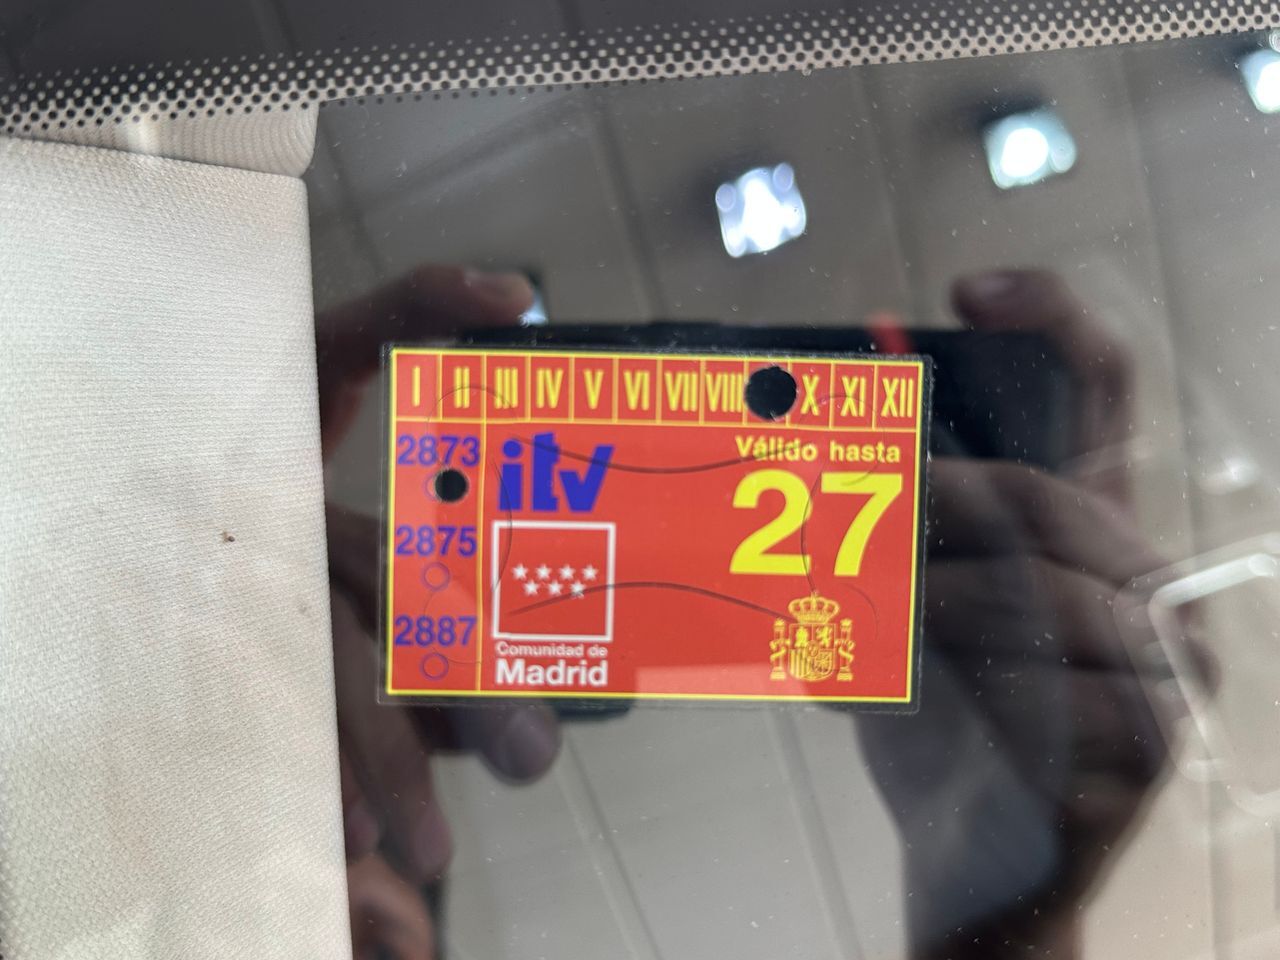 I II III IV V VI VII VIII X XI XII
2873
itv
Válido hasta
27
2875
2887
Comunidad de
Madrid